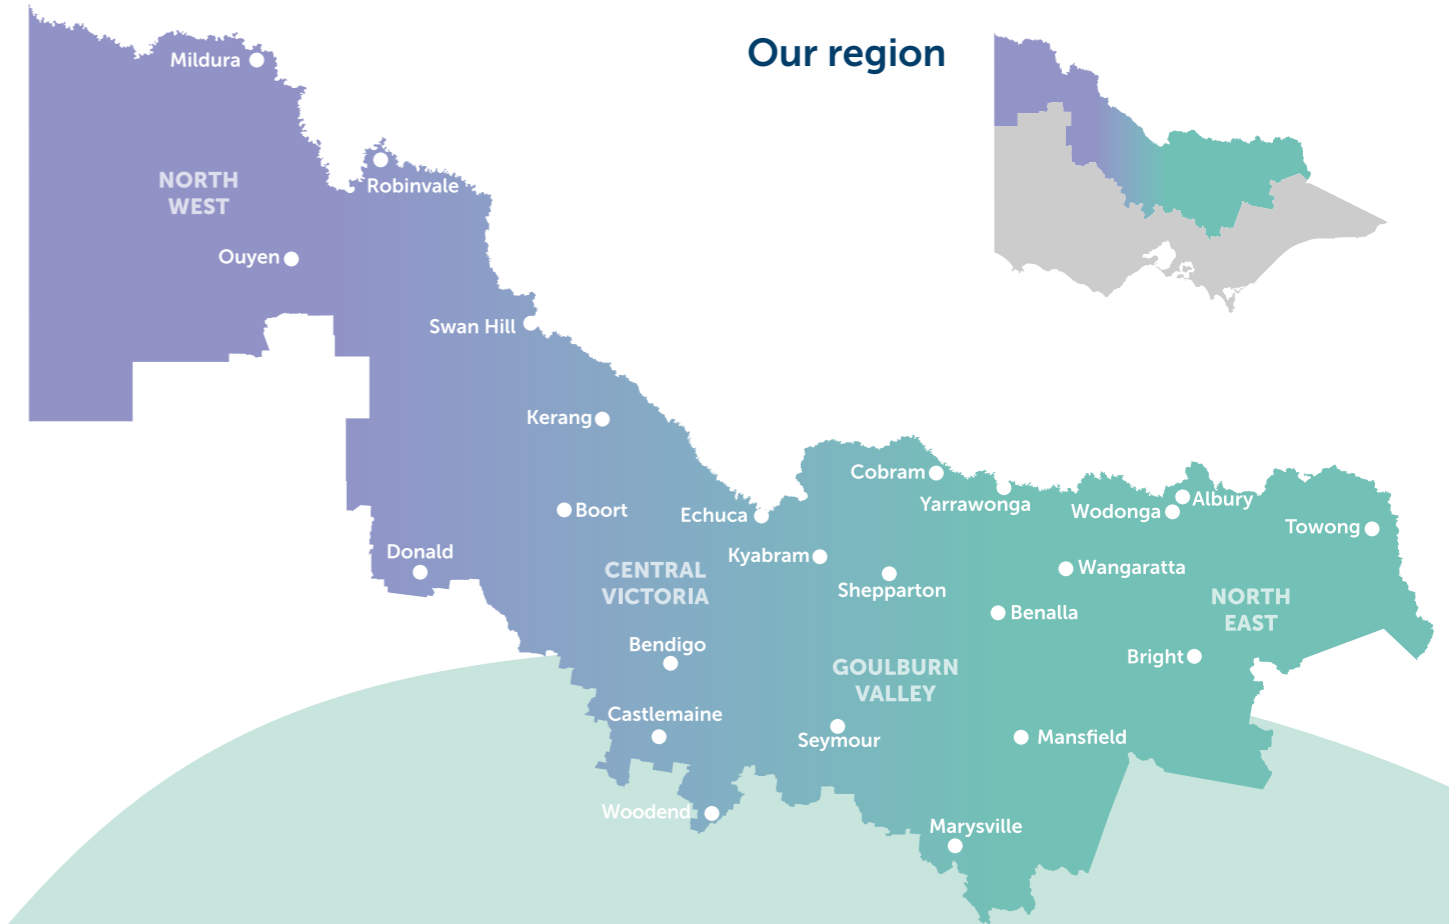 Our region
Mildura
Robinvale
NORTH
WEST
Ouyen
Swan Hill
Kerang
Cobram
Yarrawonga
Albury
Wodonga
Towong
Boort
Echuca
Donald
Kyabram
Wangaratta
CENTRAL
VICTORIA
Shepparton
NORTH
EAST
Benalla
Bendigo
Bright
GOULBURN
VALLEY
Castlemaine
Seymour
Mansfield
Woodend
Marysville